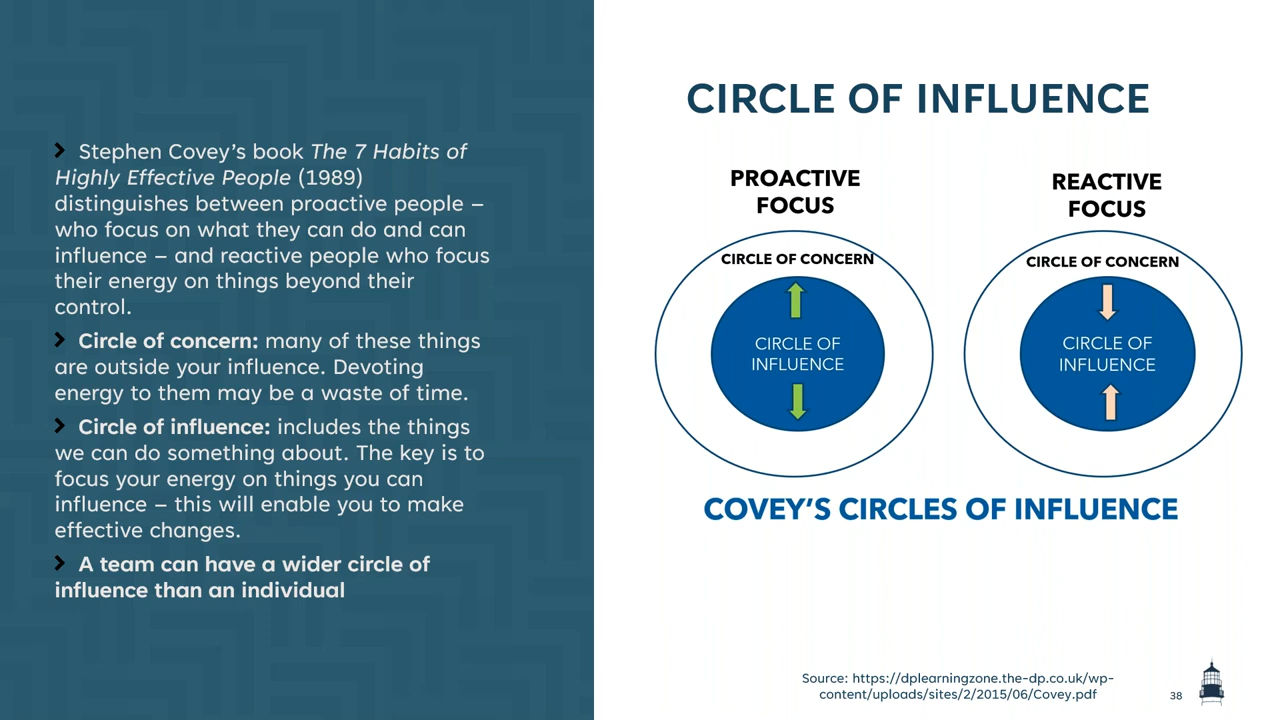 Stephen Covey’s book The 7 Habits of
Highly Effective People (1989)
distinguishes between proactive people –
who focus on what they can do and can
influence – and reactive people who focus
their energy on things beyond their
control.
Circle of concern: many of these things
are outside your influence. Devoting
energy to them may be a waste of time.
Circle of influence: includes the things
we can do something about. The key is to
focus your energy on things you can
influence – this will enable you to make
effective changes.
A team can have a wider circle of
influence than an individual
CIRCLE OF INFLUENCE
PROACTIVE
FOCUS
CIRCLE OF CONCERN
CIRCLE OF
INFLUENCE
REACTIVE
FOCUS
CIRCLE OF CONCERN
CIRCLE OF
INFLUENCE
COVEY’S CIRCLES OF INFLUENCE
Source: https://dplearningzone.the-dp.co.uk/wp-
content/uploads/sites/2/2015/06/Covey.pdf
38